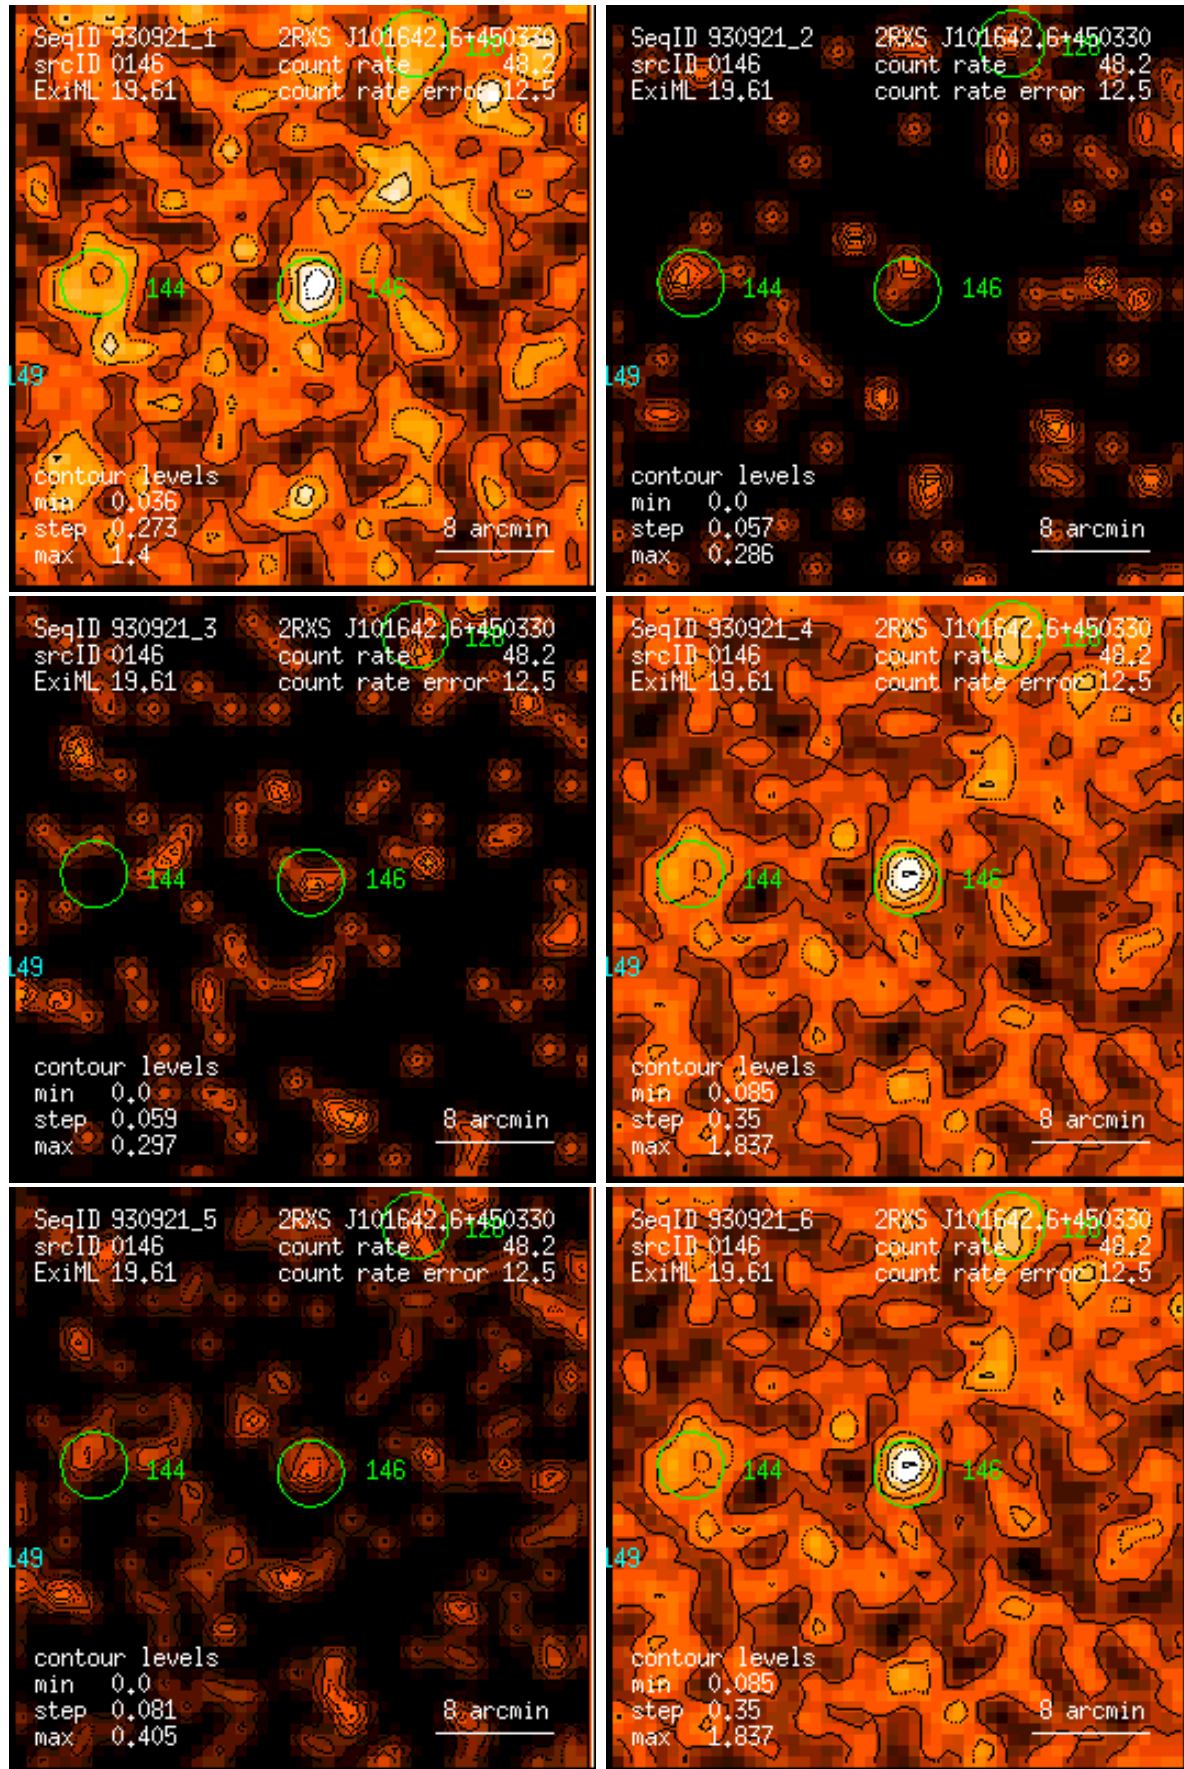 SeqID 930921_1 2RXS J101642.6+450330
srcID 0146 count rate 48.2
ExiML 19.61 count rate error 12.5
128
144
146
149
contour levels
min 0.036
step 0.273
max 1.4
8 arcmin
SeqID 930921_2 2RXS J101642.6+450330
srcID 0146 count rate 48.2
ExiML 19.61 count rate error 12.5
128
144
146
149
contour levels
min 0.0
step 0.057
max 0.286
8 arcmin
SeqID 930921_3 2RXS J101642.6+450330
srcID 0146 count rate 48.2
ExiML 19.61 count rate error 12.5
128
144
146
149
contour levels
min 0.0
step 0.059
max 0.297
8 arcmin
SeqID 930921_4 2RXS J101642.6+450330
srcID 0146 count rate 48.2
ExiML 19.61 count rate error 12.5
128
144
146
149
contour levels
min 0.085
step 0.35
max 1.837
8 arcmin
SeqID 930921_5 2RXS J101642.6+450330
srcID 0146 count rate 48.2
ExiML 19.61 count rate error 12.5
128
144
146
149
contour levels
min 0.0
step 0.081
max 0.405
8 arcmin
SeqID 930921_6 2RXS J101642.6+450330
srcID 0146 count rate 48.2
ExiML 19.61 count rate error 12.5
128
144
146
149
contour levels
min 0.085
step 0.35
max 1.837
8 arcmin